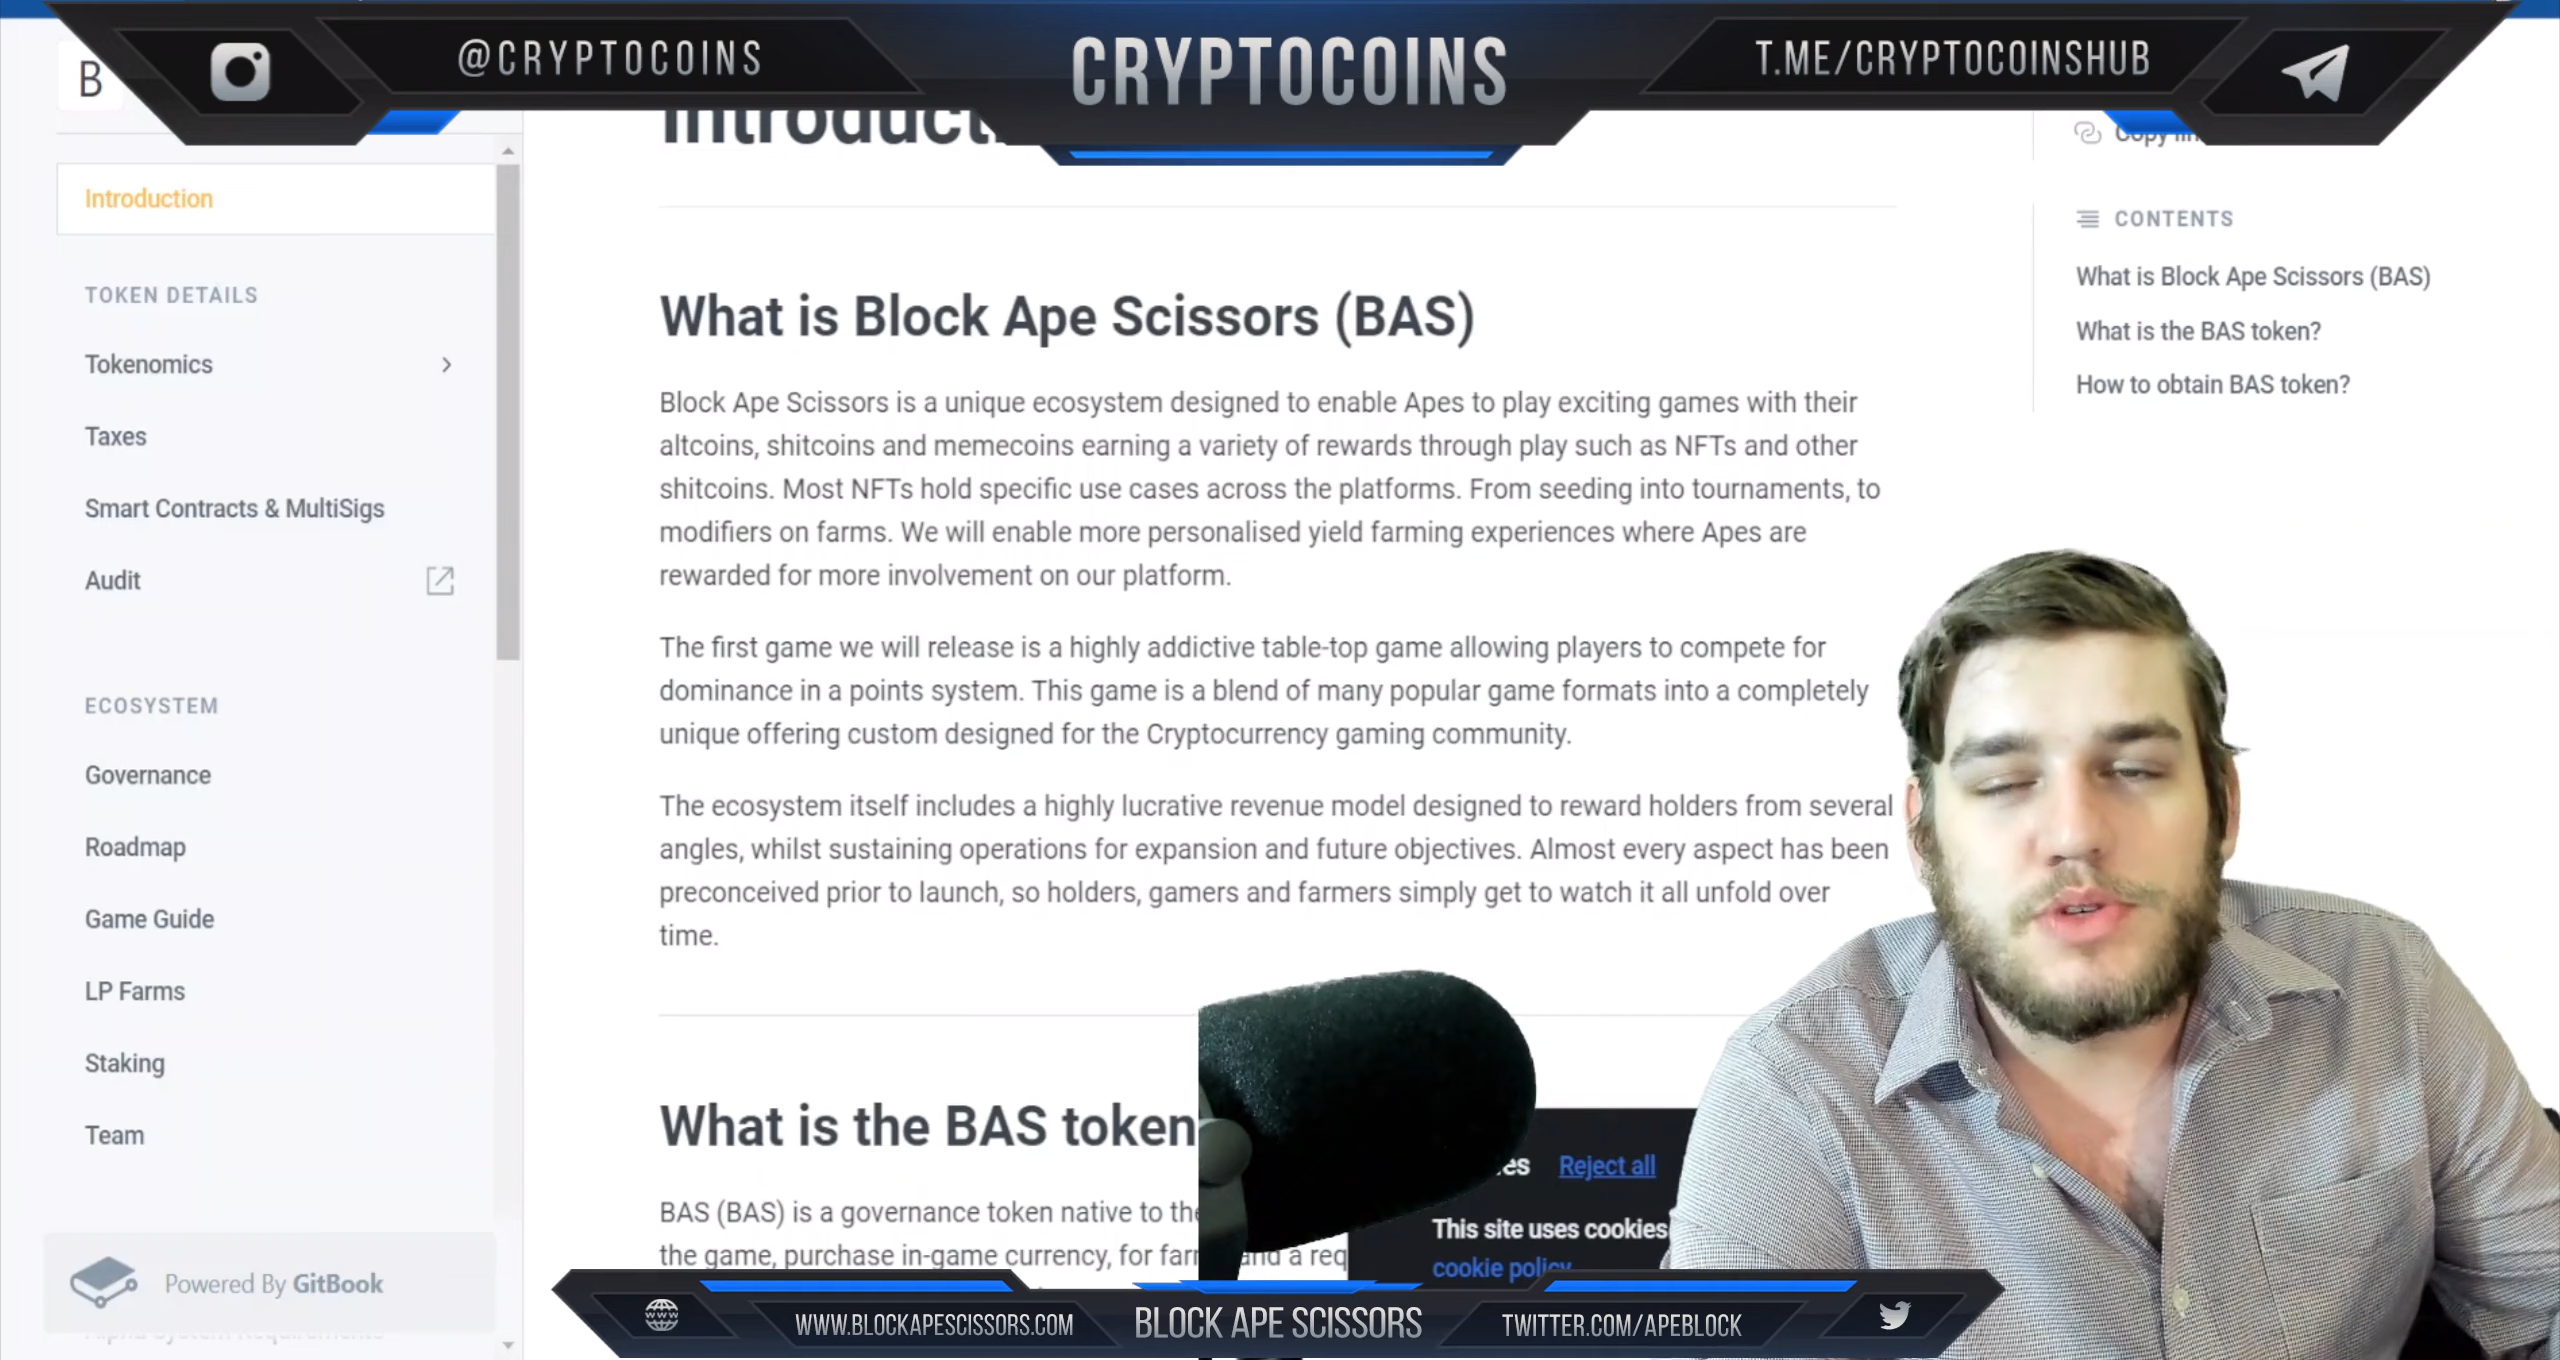 @CRYPTOCOINS
CRYPTOCOINS
T.ME/CRYPTOCOINSHUB
B
Introduction
TOKEN DETAILS
Tokenomics
Taxes
Smart Contracts & MultiSigs
Audit
ECOSYSTEM
Governance
Roadmap
Game Guide
LP Farms
Staking
Team
Powered By GitBook
What is Block Ape Scissors (BAS)
Block Ape Scissors is a unique ecosystem designed to enable Apes to play exciting games with their
altcoins, shitcoins and memecoins earning a variety of rewards through play such as NFTs and other
shitcoins. Most NFTs hold specific use cases across the platforms. From seeding into tournaments, to
modifiers on farms. We will enable more personalised yield farming experiences where Apes are
rewarded for more involvement on our platform.
The first game we will release is a highly addictive table-top game allowing players to compete for
dominance in a points system. This game is a blend of many popular game formats into a completely
unique offering custom designed for the Cryptocurrency gaming community.
The ecosystem itself includes a highly lucrative revenue model designed to reward holders from several
angles, whilst sustaining operations for expansion and future objectives. Almost every aspect has been
preconceived prior to launch, so holders, gamers and farmers simply get to watch it all unfold over
time.
What is the BAS token
BAS (BAS) is a governance token native to the
the game, purchase in-game currency, for and a
Copy
CONTENTS
What is Block Ape Scissors (BAS)
What is the BAS token?
How to obtain BAS token?
Reject all
This site uses cookies
cookie policy
WWW
WWW.BLOCKAPESCISSORS.COM
BLOCK APE SCISSORS
TWITTER.COM/APEBLOCK